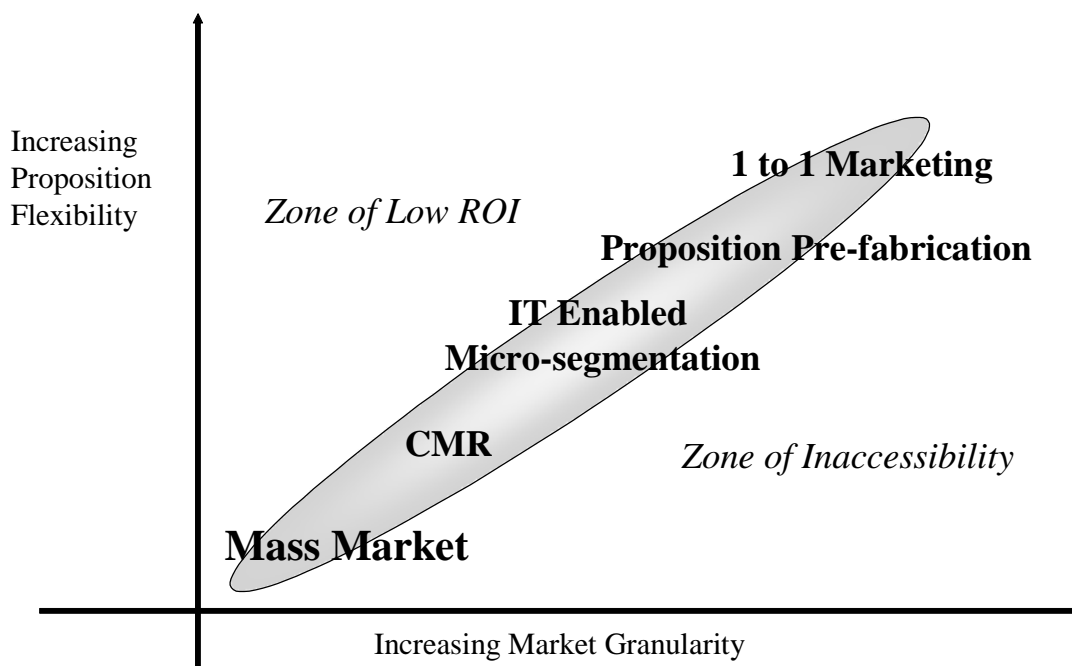 Increasing
Proposition
Flexibility
1 to 1 Marketing
Zone of Low ROI
Proposition Pre-fabrication
IT Enabled
Micro-segmentation
CMR
Zone of Inaccessibility
Mass Market
Increasing Market Granularity